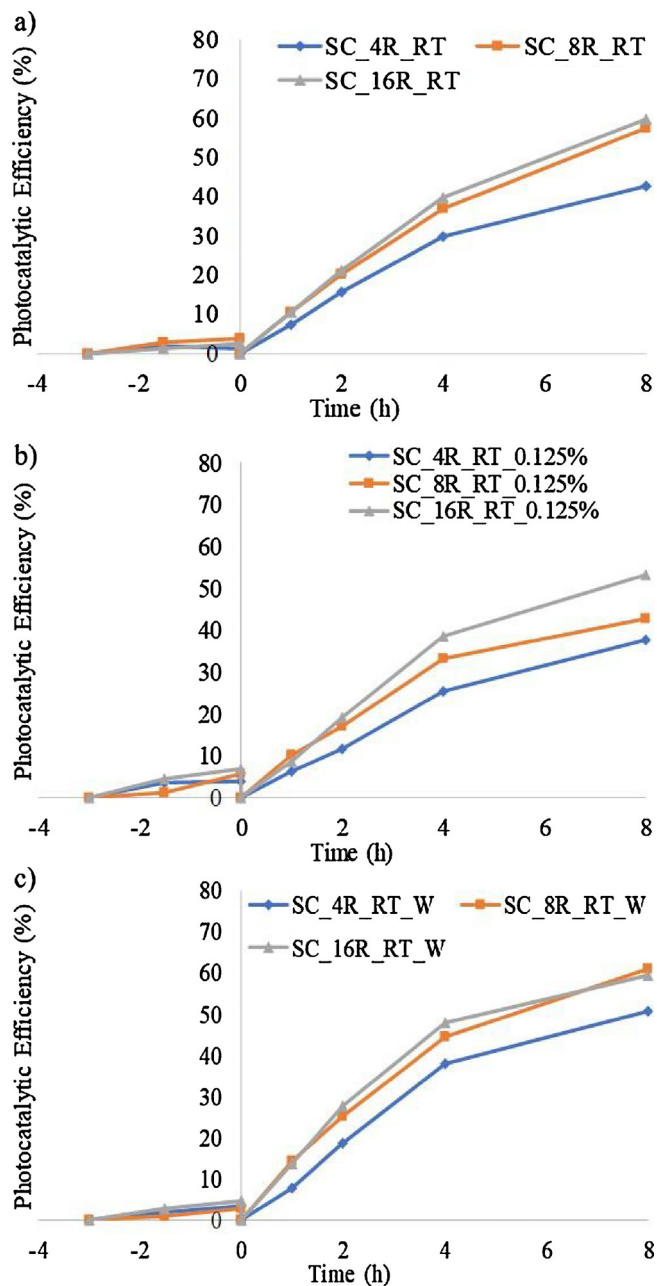 a)
SC_4R_RT SC_8R_RT
SC_16R_RT
Photocatalytic Efficiency (%)
80
70
60
50
40
30
20
10
0
-4 -2 0 2 4 6 8
Time (h)
b)
SC_4R_RT_0.125%
SC_8R_RT_0.125%
SC_16R_RT_0.125%
Photocatalytic Efficiency (%)
80
70
60
50
40
30
20
10
0
-4 -2 0 2 4 6 8
Time (h)
c)
SC_4R_RT_W SC_8R_RT_W
SC_16R_RT_W
Photocatalytic Efficiency (%)
80
70
60
50
40
30
20
10
0
-4 -2 0 2 4 6 8
Time (h)